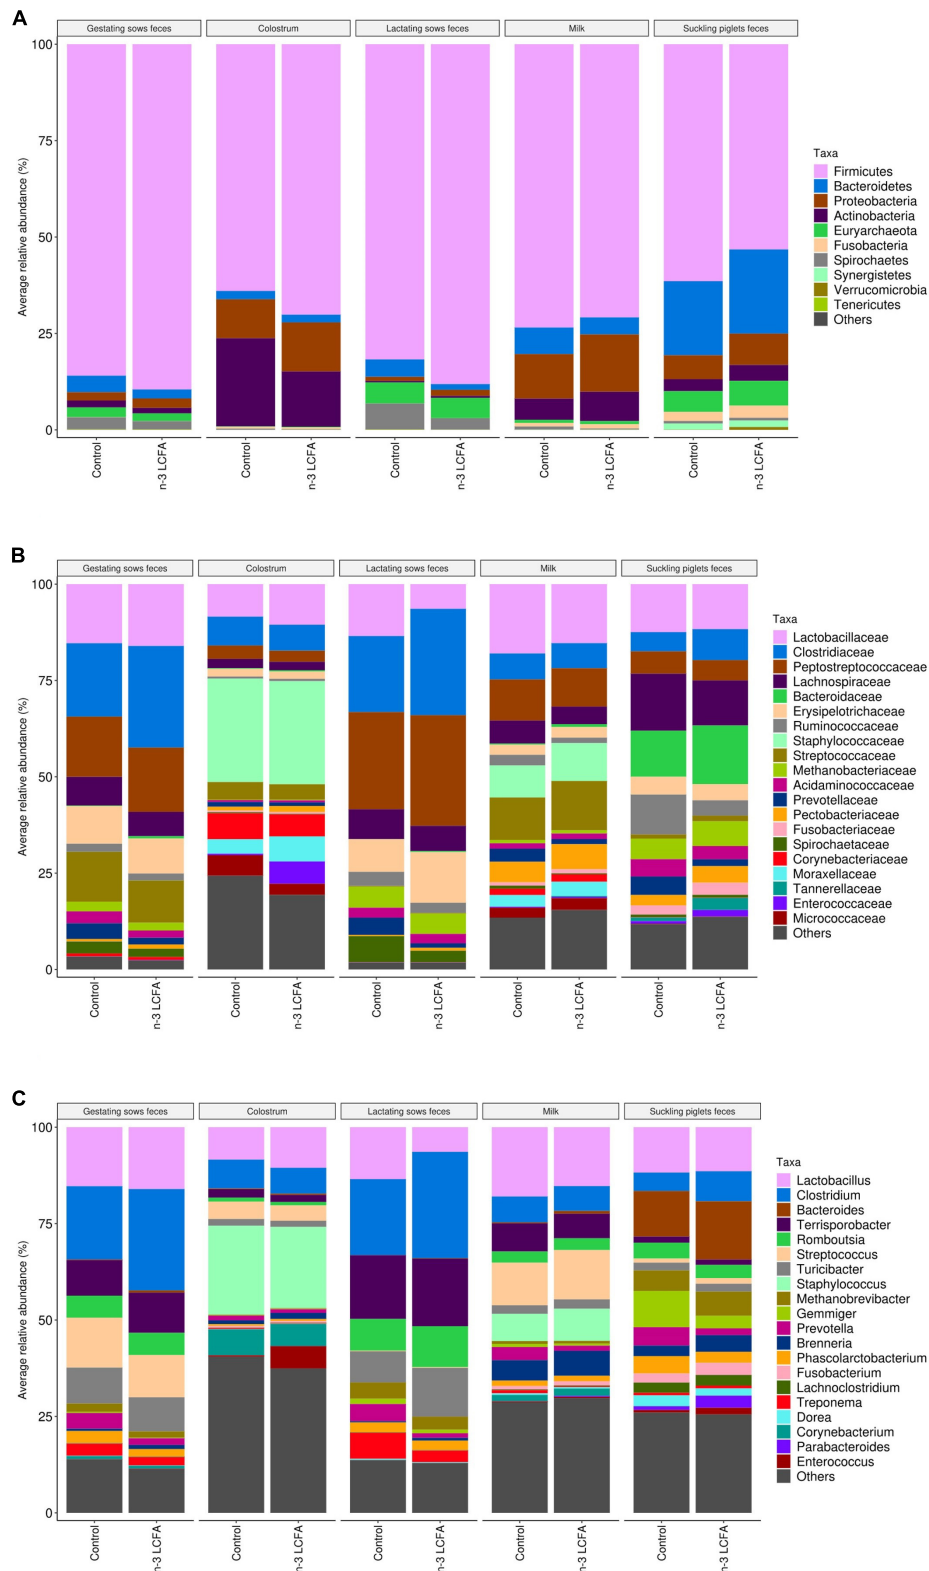 A
Gestating sows feces
Colostrum
Lactating sows feces
Milk
Suckling piglets feces
Average relative abundance (%)
100
75
50
25
0
Control
n-3 LCFA
Control
n-3 LCFA
Control
n-3 LCFA
Control
n-3 LCFA
Control
n-3 LCFA
Taxa
Firmicutes
Bacteroidetes
Proteobacteria
Actinobacteria
Euryarchaeota
Fusobacteria
Spirochaetes
Synergistetes
Verrucomicrobia
Tenericutes
Others
B
Gestating sows feces
Colostrum
Lactating sows feces
Milk
Suckling piglets feces
Average relative abundance (%)
100
75
50
25
0
Control
n-3 LCFA
Control
n-3 LCFA
Control
n-3 LCFA
Control
n-3 LCFA
Control
n-3 LCFA
Taxa
Lactobacillaceae
Clostridiaceae
Peptostreptococcaceae
Lachnospiraceae
Bacteroidaceae
Erysipelotrichaceae
Ruminococcaceae
Staphylococcaceae
Streptococcaceae
Methanobacteriaceae
Acidaminococcaceae
Prevotellaceae
Pectobacteriaceae
Fusobacteriaceae
Spirochaetaceae
Corynebacteriaceae
Moraxellaceae
Tannerellaceae
Enterococcaceae
Micrococcaceae
Others
C
Gestating sows feces
Colostrum
Lactating sows feces
Milk
Suckling piglets feces
Average relative abundance (%)
100
75
50
25
0
Control
n-3 LCFA
Control
n-3 LCFA
Control
n-3 LCFA
Control
n-3 LCFA
Control
n-3 LCFA
Taxa
Lactobacillus
Clostridium
Bacteroides
Terrisporobacter
Romboutsia
Streptococcus
Turicibacter
Staphylococcus
Methanobrevibacter
Gemmiger
Prevotella
Brenneria
Phascolarctobacterium
Fusobacterium
Lachnoclostridium
Treponema
Dorea
Corynebacterium
Parabacteroides
Enterococcus
Others